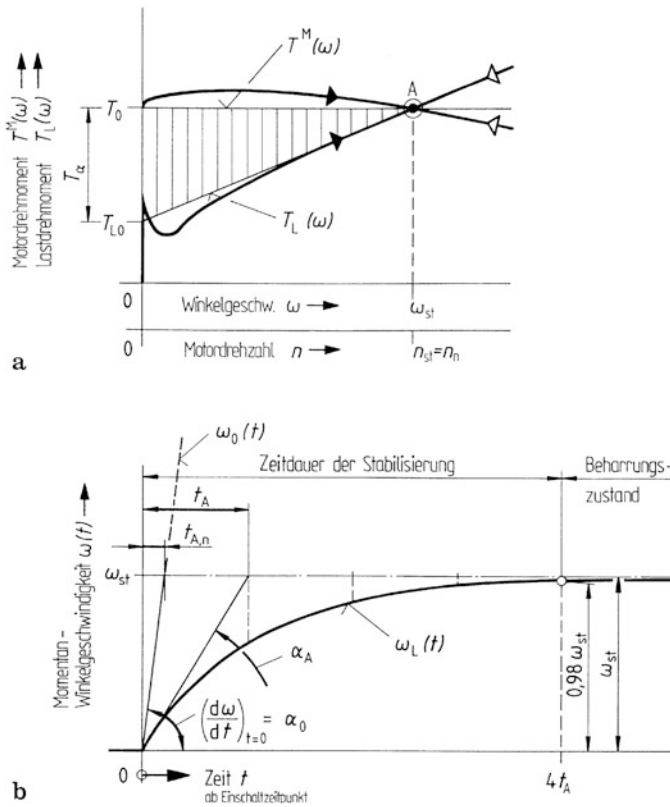 Motordrehmoment T^M(ω)
Lastdrehmoment T_L(ω)
T^M(ω)
A
T_0
T_α
T_L0
T_L(ω)
0
Winkelgeschw. ω
ω_st
0
Motordrehzahl n
n_st=n_n
a
ω_0(t)
Zeitdauer der Stabilisierung
Beharrungs-
zustand
t_A
t_A,n
Momentan-
Winkelgeschwindigkeit ω(t)
ω_st
α_A
ω_L(t)
0,98 ω_st
ω_st
(dω/dt)_t=0 = α_0
0
Zeit t
ab Einschaltzeitpunkt
4t_A
b